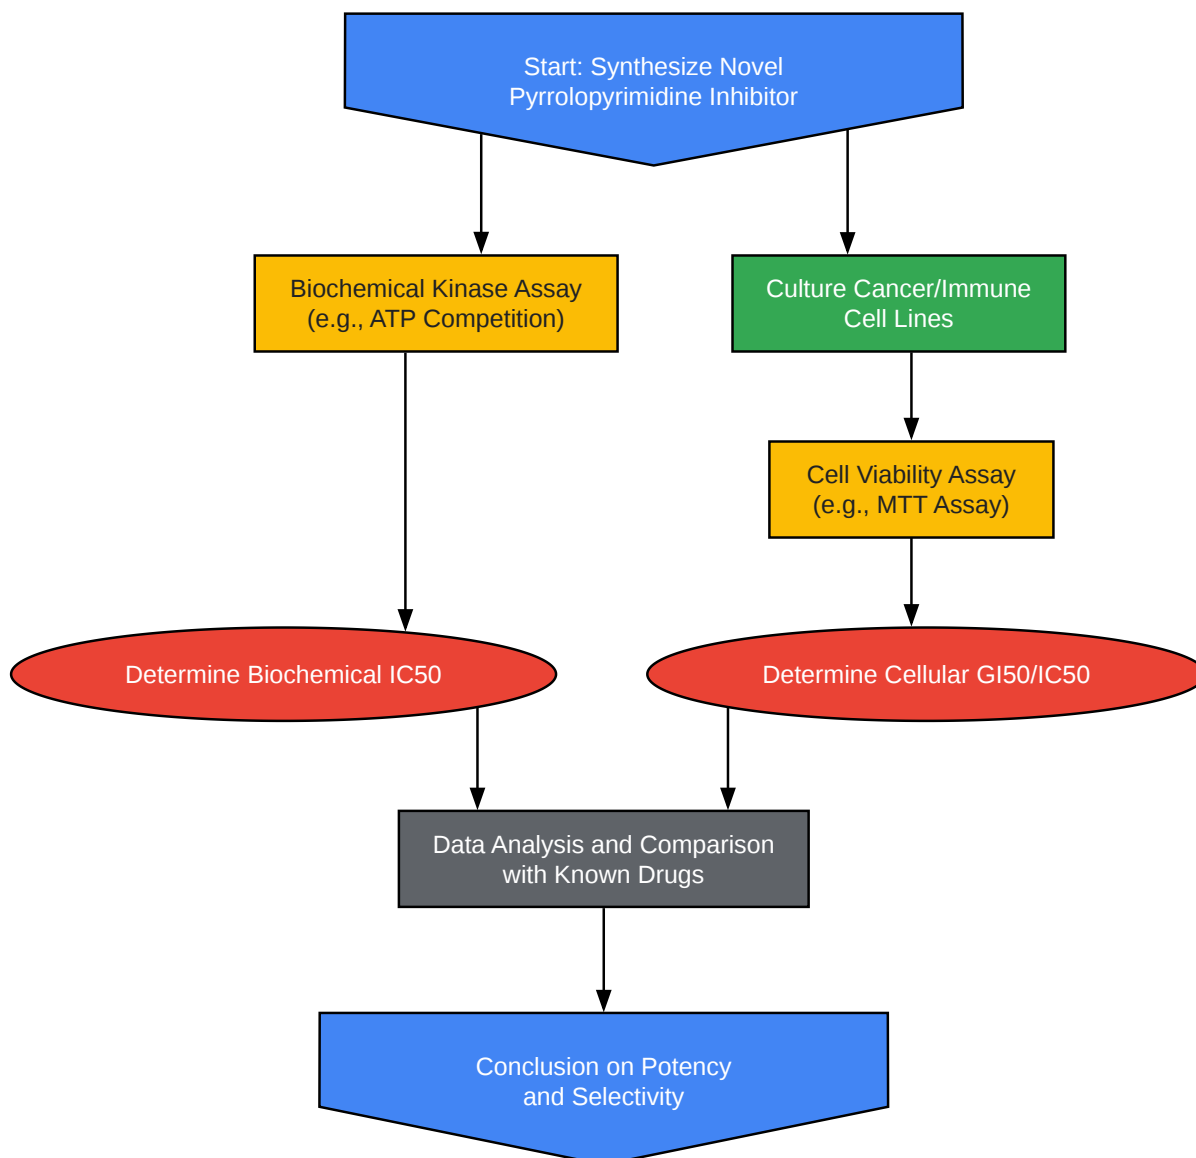 Start: Synthesize Novel
Pyrrolopyrimidine Inhibitor
Biochemical Kinase Assay
(e.g., ATP Competition)
Culture Cancer/Immune
Cell Lines
Cell Viability Assay
(e.g., MTT Assay)
Determine Biochemical IC50
Determine Cellular GI50/IC50
Data Analysis and Comparison
with Known Drugs
Conclusion on Potency
and Selectivity